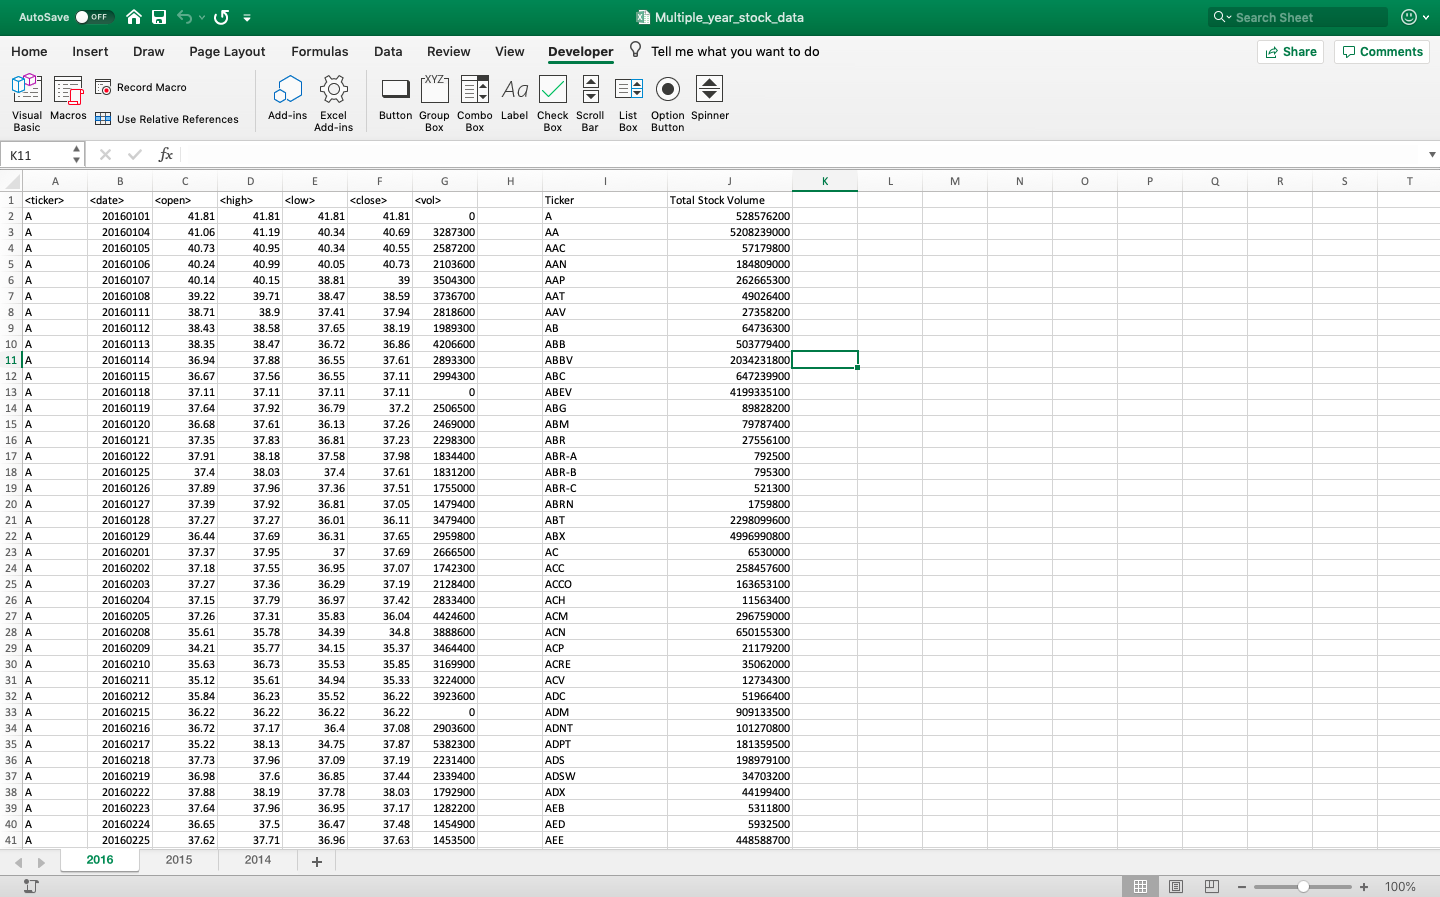 AutoSave OFF Multiple_year_stock_data Search Sheet
Home Insert Draw Page Layout Formulas Data Review View Developer Tell me what you want to do Share Comments
Visual Basic Macros Record Macro Use Relative References Add-ins Excel Add-ins Button Group Box Combo Box Label Check Box Scroll Bar List Box Option Button Spinner
K11 fx
A B C D E F G H I J K L M N O P Q R S T
1 <ticker> <date> <open> <high> <low> <close> <vol> Ticker Total Stock Volume
2 A 20160101 41.81 41.81 41.81 41.81 0 A 528576200
3 A 20160104 41.06 41.19 40.34 40.69 3287300 AA 5208239000
4 A 20160105 40.73 40.95 40.34 40.55 2587200 AAC 57179800
5 A 20160106 40.24 40.99 40.05 40.73 2103600 AAN 184809000
6 A 20160107 40.14 40.15 38.81 39 3504300 AAP 262665300
7 A 20160108 39.22 39.71 38.47 38.59 3736700 AAT 49026400
8 A 20160111 38.71 38.9 37.41 37.94 2818600 AAV 27358200
9 A 20160112 38.43 38.58 37.65 38.19 1989300 AB 64736300
10 A 20160113 38.35 38.47 36.72 36.86 4206600 ABB 503779400
11 A 20160114 36.94 37.88 36.55 37.61 2893300 ABBV 2034231800
12 A 20160115 36.67 37.56 36.55 37.11 2994300 ABC 647239900
13 A 20160118 37.11 37.11 37.11 37.11 0 ABEV 4199335100
14 A 20160119 37.64 37.92 36.79 37.2 2506500 ABG 89828200
15 A 20160120 36.68 37.61 36.13 37.26 2469000 ABM 79787400
16 A 20160121 37.35 37.83 36.81 37.23 2298300 ABR 27556100
17 A 20160122 37.91 38.18 37.58 37.98 1834400 ABR-A 792500
18 A 20160125 37.4 38.03 37.4 37.61 1831200 ABR-B 795300
19 A 20160126 37.89 37.96 37.36 37.51 1755000 ABR-C 521300
20 A 20160127 37.39 37.92 36.81 37.05 1479400 ABRN 1759800
21 A 20160128 37.27 37.27 36.01 36.11 3479400 ABT 2298099600
22 A 20160129 36.44 37.69 36.31 37.65 2959800 ABX 4996990800
23 A 20160201 37.37 37.95 37 37.69 2666500 AC 6530000
24 A 20160202 37.18 37.55 36.95 37.07 1742300 ACC 258457600
25 A 20160203 37.27 37.36 36.29 37.19 2128400 ACCO 163653100
26 A 20160204 37.15 37.79 36.97 37.42 2833400 ACH 11563400
27 A 20160205 37.26 37.31 35.83 36.04 4424600 ACM 296759000
28 A 20160208 35.61 35.78 34.39 34.8 3888600 ACN 650155300
29 A 20160209 34.21 35.77 34.15 35.37 3464400 ACP 21179200
30 A 20160210 35.63 36.73 35.53 35.85 3169900 ACRE 35062000
31 A 20160211 35.12 35.61 34.94 35.33 3224000 ACV 12734300
32 A 20160212 35.84 36.23 35.52 36.22 3923600 ADC 51966400
33 A 20160215 36.22 36.22 36.22 36.22 0 ADM 909133500
34 A 20160216 36.72 37.17 36.4 37.08 2903600 ADNT 101270800
35 A 20160217 35.22 38.13 34.75 37.87 5382300 ADPT 181359500
36 A 20160218 37.73 37.96 37.09 37.19 2231400 ADS 198979100
37 A 20160219 36.98 37.6 36.85 37.44 2339400 ADSW 34703200
38 A 20160222 37.88 38.19 37.78 38.03 1792900 ADX 44199400
39 A 20160223 37.64 37.96 36.95 37.17 1282200 AEB 5311800
40 A 20160224 36.65 37.5 36.47 37.48 1454900 AED 5932500
41 A 20160225 37.62 37.71 36.96 37.63 1453500 AEE 448588700
2016 2015 2014 +
100%